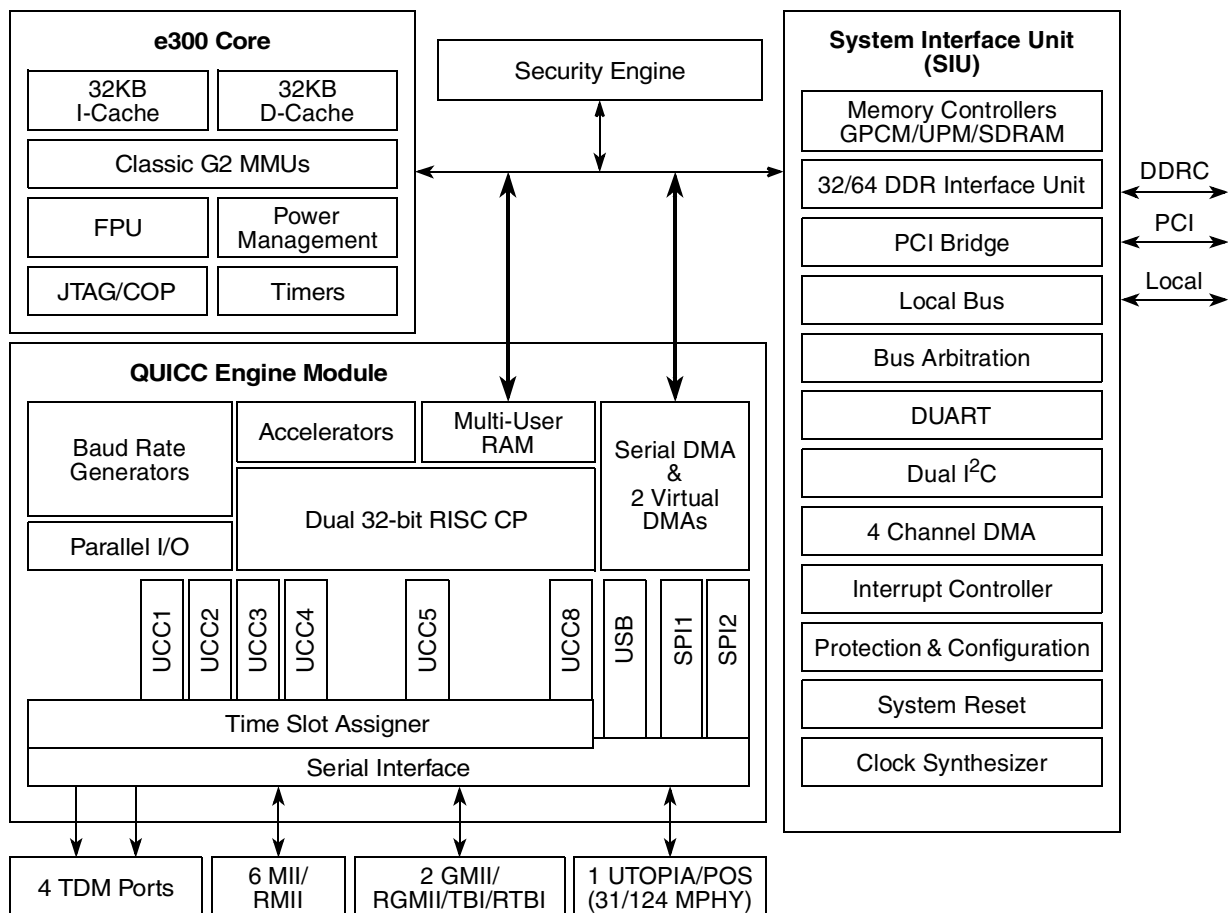 e300 Core
32KB
I-Cache
32KB
D-Cache
Classic G2 MMUs
FPU
Power
Management
JTAG/COP
Timers
Security Engine
System Interface Unit
(SIU)
Memory Controllers
GPCM/UPM/SDRAM
32/64 DDR Interface Unit
PCI Bridge
Local Bus
Bus Arbitration
DUART
Dual I²C
4 Channel DMA
Interrupt Controller
Protection & Configuration
System Reset
Clock Synthesizer
DDRC
PCI
Local
QUICC Engine Module
Baud Rate
Generators
Accelerators
Multi-User
RAM
Serial DMA
&
2 Virtual
DMAs
Parallel I/O
Dual 32-bit RISC CP
UCC1
UCC2
UCC3
UCC4
UCC5
UCC8
USB
SPI1
SPI2
Time Slot Assigner
Serial Interface
4 TDM Ports
6 MII/
RMII
2 GMII/
RGMII/TBI/RTBI
1 UTOPIA/POS
(31/124 MPHY)